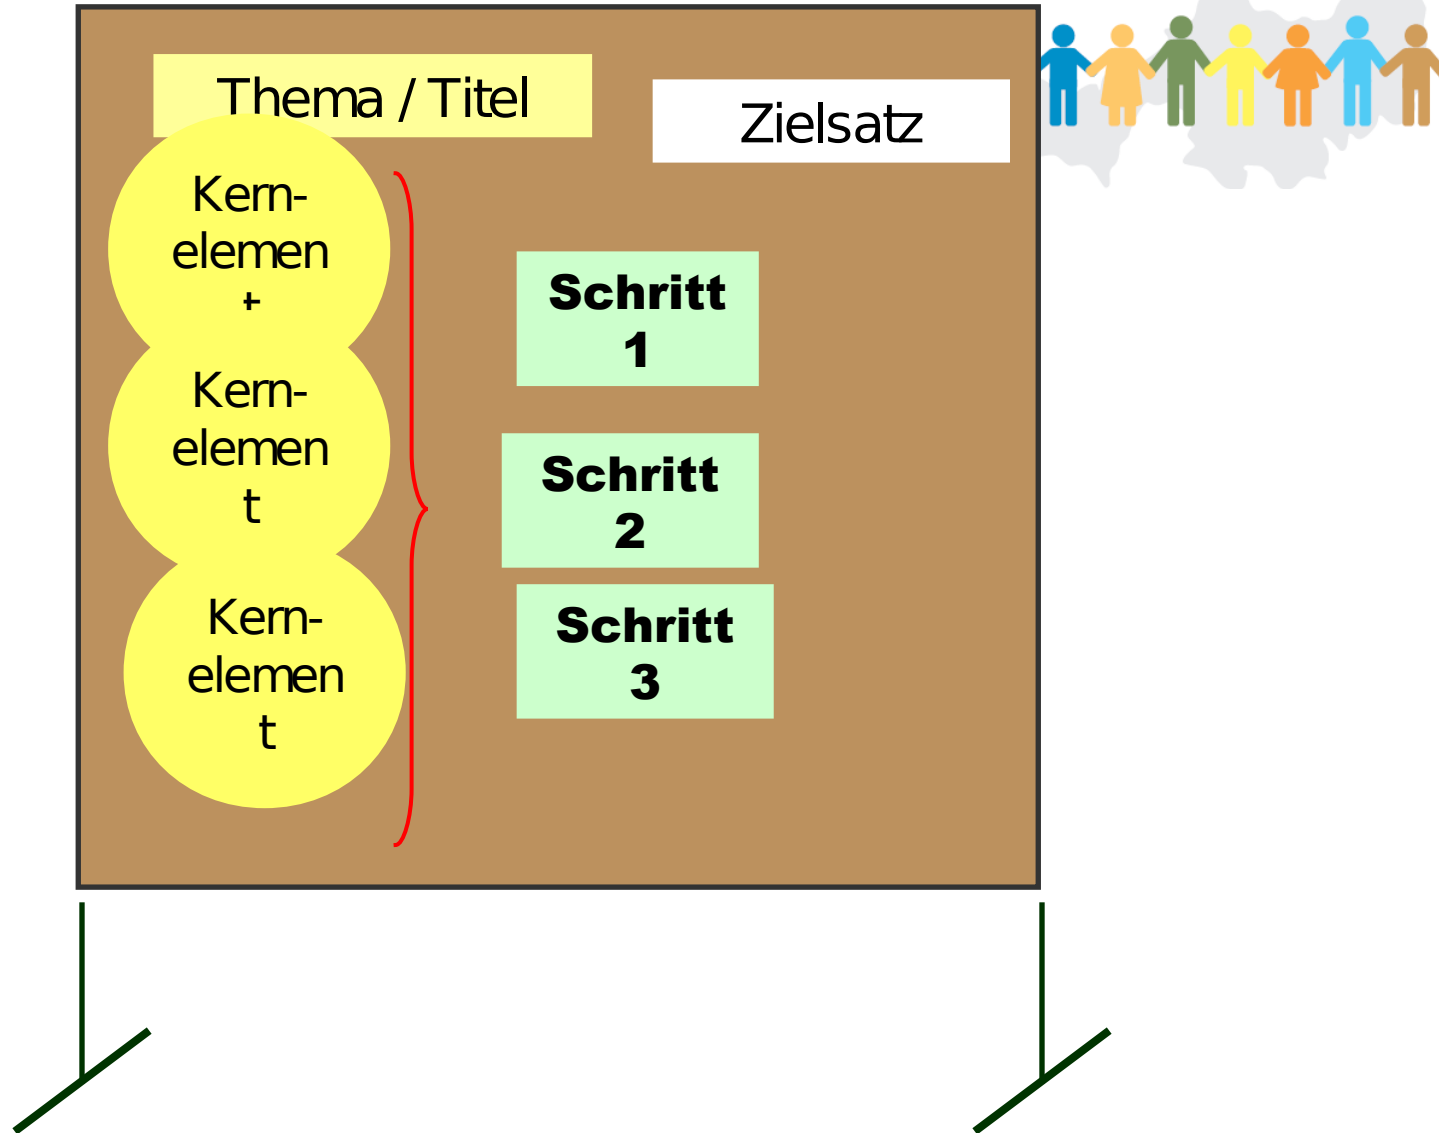 Thema / Titel
Zielsatz
Kern-
elemen
t
Kern-
elemen
t
Kern-
elemen
t
Schritt
1
Schritt
2
Schritt
3